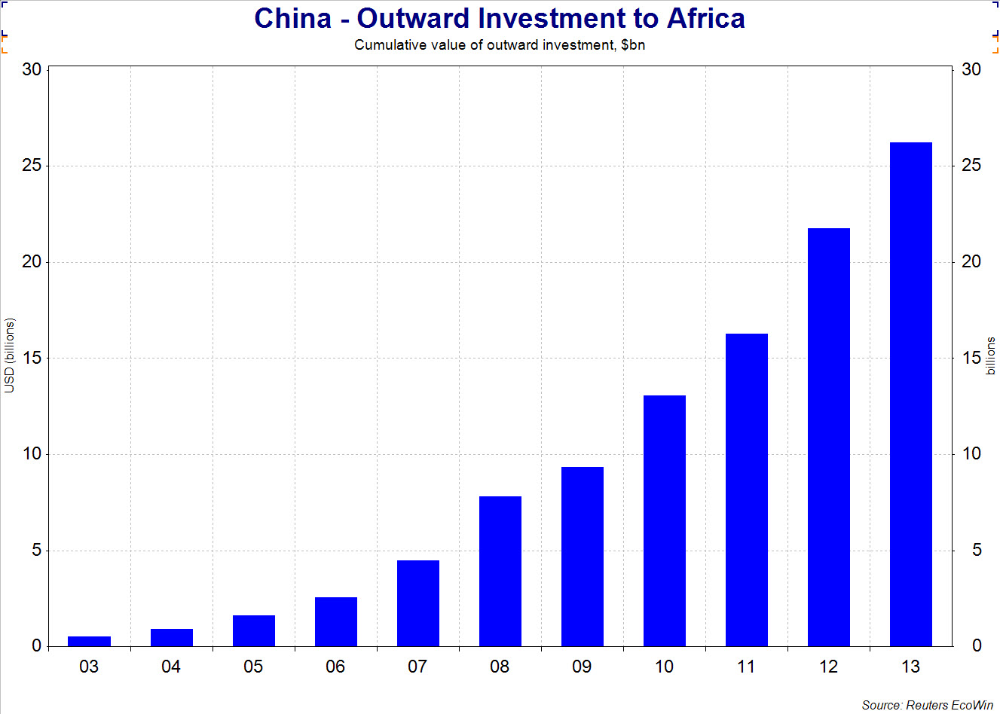 China - Outward Investment to Africa
Cumulative value of outward investment, $bn
30 30
25 25
20 20
15 15
10 10
5 5
0 0
USD (billions)
billions
03 04 05 06 07 08 09 10 11 12 13
Source: Reuters EcoWin